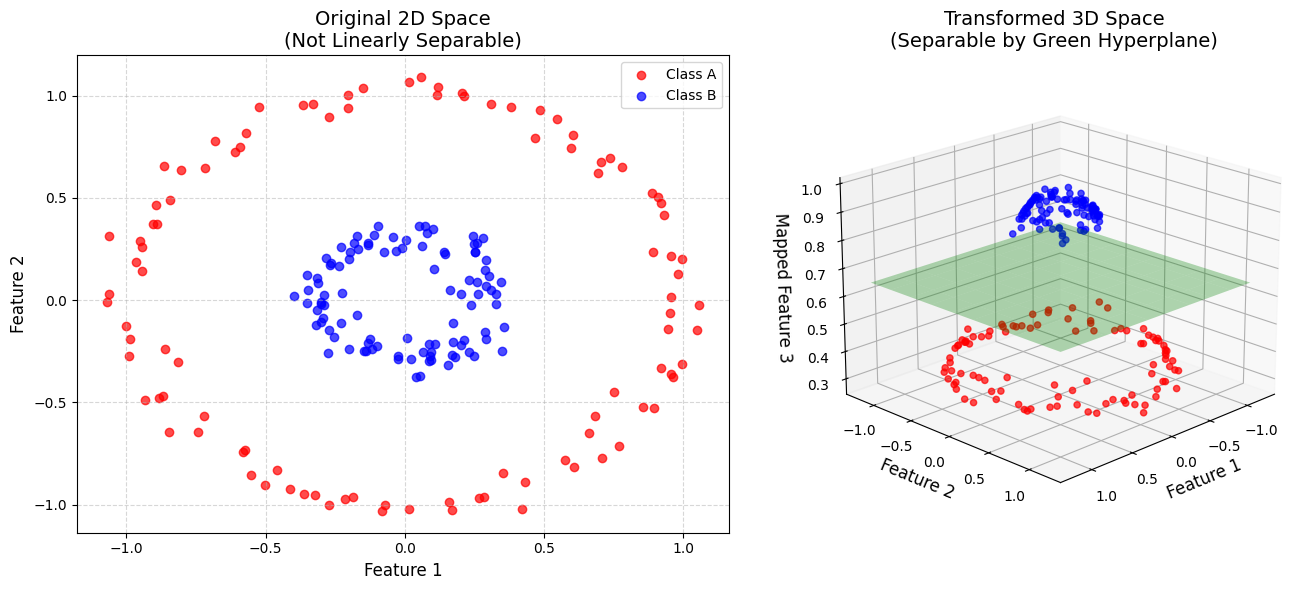 Original 2D Space
(Not Linearly Separable)
Class A
Class B
1.0
0.5
0.0
−0.5
−1.0
Feature 2
−1.0
−0.5
0.0
0.5
1.0
Feature 1
Transformed 3D Space
(Separable by Green Hyperplane)
1.0
0.9
0.8
0.7
0.6
0.5
0.4
0.3
Mapped Feature 3
−1.0
−0.5
0.0
0.5
1.0
Feature 2
−1.0
−0.5
0.0
0.5
1.0
Feature 1